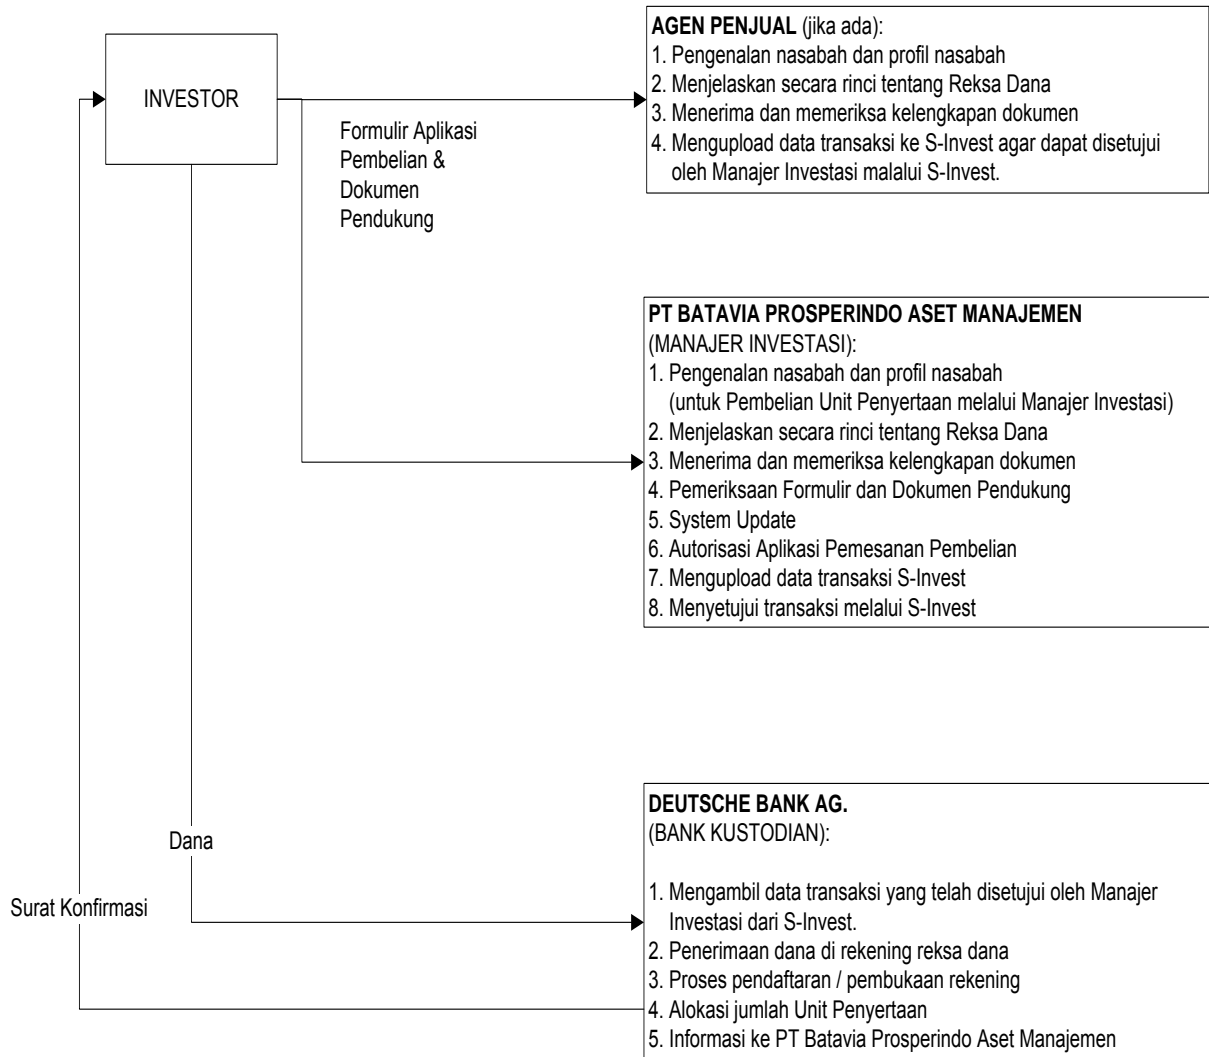 INVESTOR
Formulir Aplikasi
Pembelian &
Dokumen
Pendukung
AGEN PENJUAL (jika ada):
1. Pengenalan nasabah dan profil nasabah
2. Menjelaskan secara rinci tentang Reksa Dana
3. Menerima dan memeriksa kelengkapan dokumen
4. Mengupload data transaksi ke S-Invest agar dapat disetujui
oleh Manajer Investasi malalui S-Invest.
PT BATAVIA PROSPERINDO ASET MANAJEMEN
(MANAJER INVESTASI):
1. Pengenalan nasabah dan profil nasabah
(untuk Pembelian Unit Penyertaan melalui Manajer Investasi)
2. Menjelaskan secara rinci tentang Reksa Dana
3. Menerima dan memeriksa kelengkapan dokumen
4. Pemeriksaan Formulir dan Dokumen Pendukung
5. System Update
6. Autorisasi Aplikasi Pemesanan Pembelian
7. Mengupload data transaksi S-Invest
8. Menyetujui transaksi melalui S-Invest
Dana
Surat Konfirmasi
DEUTSCHE BANK AG.
(BANK KUSTODIAN):
1. Mengambil data transaksi yang telah disetujui oleh Manajer
Investasi dari S-Invest.
2. Penerimaan dana di rekening reksa dana
3. Proses pendaftaran / pembukaan rekening
4. Alokasi jumlah Unit Penyertaan
5. Informasi ke PT Batavia Prosperindo Aset Manajemen